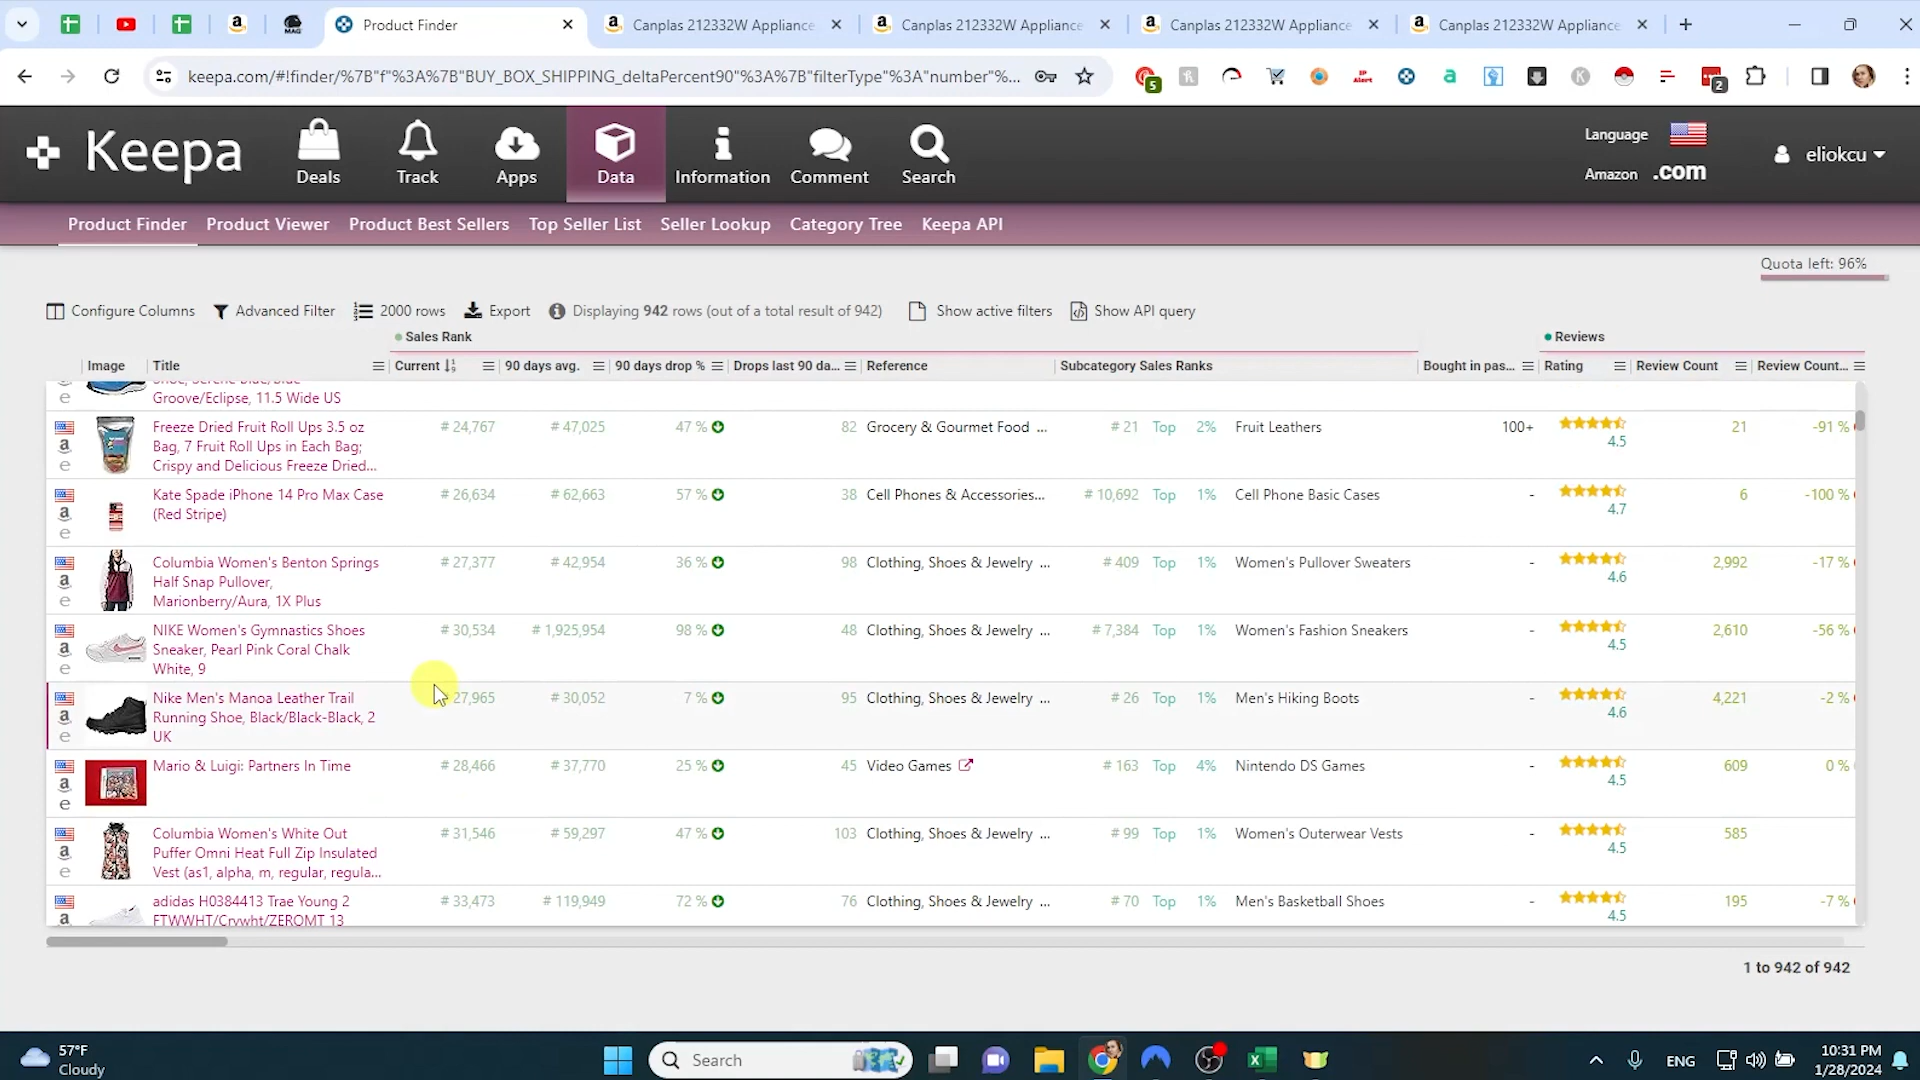 Product Finder
Canplas 212332W Appliance
Canplas 212332W Appliance
Canplas 212332W Appliance
Canplas 212332W Appliance
keepa.com/#!finder/%7B"f"%3A%7B"BUY_BOX_SHIPPING_deltaPercent90"%3A%7B"filterType"%3A"number"%...
Keepa
Deals
Track
Apps
Data
Information
Comment
Search
Language
Amazon .com
eliokcu
Product Finder Product Viewer Product Best Sellers Top Seller List Seller Lookup Category Tree Keepa API
Quota left: 96%
Configure Columns Advanced Filter 2000 rows Export Displaying 942 rows (out of a total result of 942) Show active filters Show API query
Sales Rank Reviews
Image Title Current 90 days avg. 90 days drop % Drops last 90 da... Reference Subcategory Sales Ranks Bought in pas... Rating Review Count Review Count...
Groove/Eclipse, 11.5 Wide US
Freeze Dried Fruit Roll Ups 3.5 oz
Bag, 7 Fruit Roll Ups in Each Bag;
Crispy and Delicious Freeze Dried...
# 24,767 # 47,025 47 % 82 Grocery & Gourmet Food ... # 21 Top 2% Fruit Leathers 100+ 4.5 21 -91 %
Kate Spade iPhone 14 Pro Max Case
(Red Stripe)
# 26,634 # 62,663 57 % 38 Cell Phones & Accessories... # 10,692 Top 1% Cell Phone Basic Cases - 4.7 6 -100 %
Columbia Women's Benton Springs
Half Snap Pullover,
Marionberry/Aura, 1X Plus
# 27,377 # 42,954 36 % 98 Clothing, Shoes & Jewelry ... # 409 Top 1% Women's Pullover Sweaters - 4.6 2,992 -17 %
NIKE Women's Gymnastics Shoes
Sneaker, Pearl Pink Coral Chalk
White, 9
# 30,534 # 1,925,954 98 % 48 Clothing, Shoes & Jewelry ... # 7,384 Top 1% Women's Fashion Sneakers - 4.5 2,610 -56 %
Nike Men's Manoa Leather Trail
Running Shoe, Black/Black-Black, 2
UK
27,965 # 30,052 7 % 95 Clothing, Shoes & Jewelry ... # 26 Top 1% Men's Hiking Boots - 4.6 4,221 -2 %
Mario & Luigi: Partners In Time
# 28,466 # 37,770 25 % 45 Video Games # 163 Top 4% Nintendo DS Games - 4.5 609 0 %
Columbia Women's White Out
Puffer Omni Heat Full Zip Insulated
Vest (as1, alpha, m, regular, regula...
# 31,546 # 59,297 47 % 103 Clothing, Shoes & Jewelry ... # 99 Top 1% Women's Outerwear Vests - 4.5 585
adidas H0384413 Trae Young 2
FTWWHT/Crywht/ZEROMT 13
# 33,473 # 119,949 72 % 76 Clothing, Shoes & Jewelry ... # 70 Top 1% Men's Basketball Shoes - 4.5 195 -7 %
1 to 942 of 942
57°F
Cloudy
Search
ENG
10:31 PM
1/28/2024